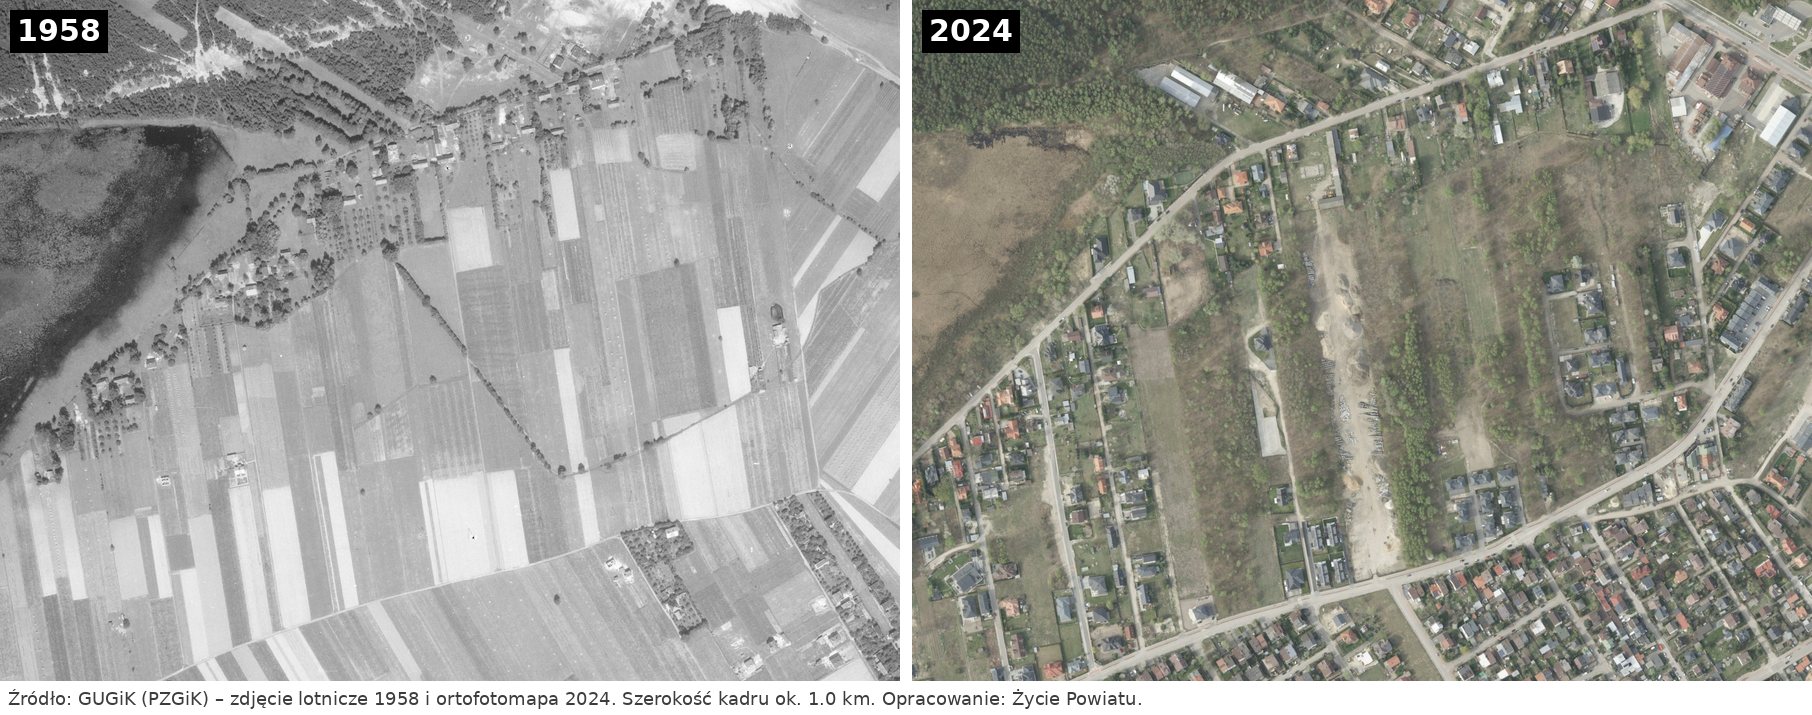 1958
2024
Źródło: GUGiK (PZGiK) – zdjęcie lotnicze 1958 i ortofotomapa 2024. Szerokość kadru ok. 1.0 km. Opracowanie: Życie Powiatu.